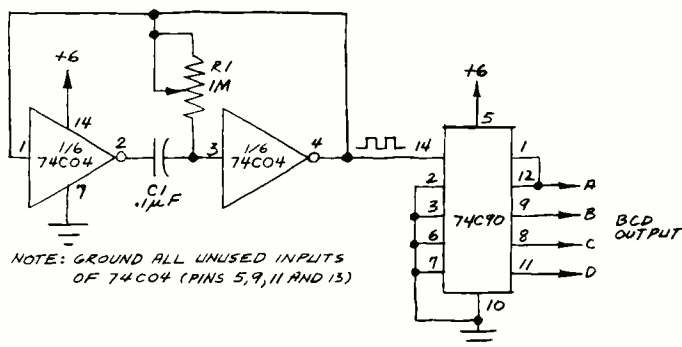 +6
R1
1M
14
1
1/6
74C04
2
7
C1
.1µF
3
1/6
74C04
4
+6
5
14
1
2
12
A
3
74C90
9
B
BCD
OUTPUT
6
8
C
7
11
D
10
NOTE: GROUND ALL UNUSED INPUTS
OF 74C04 (PINS 5,9,11 AND 13)